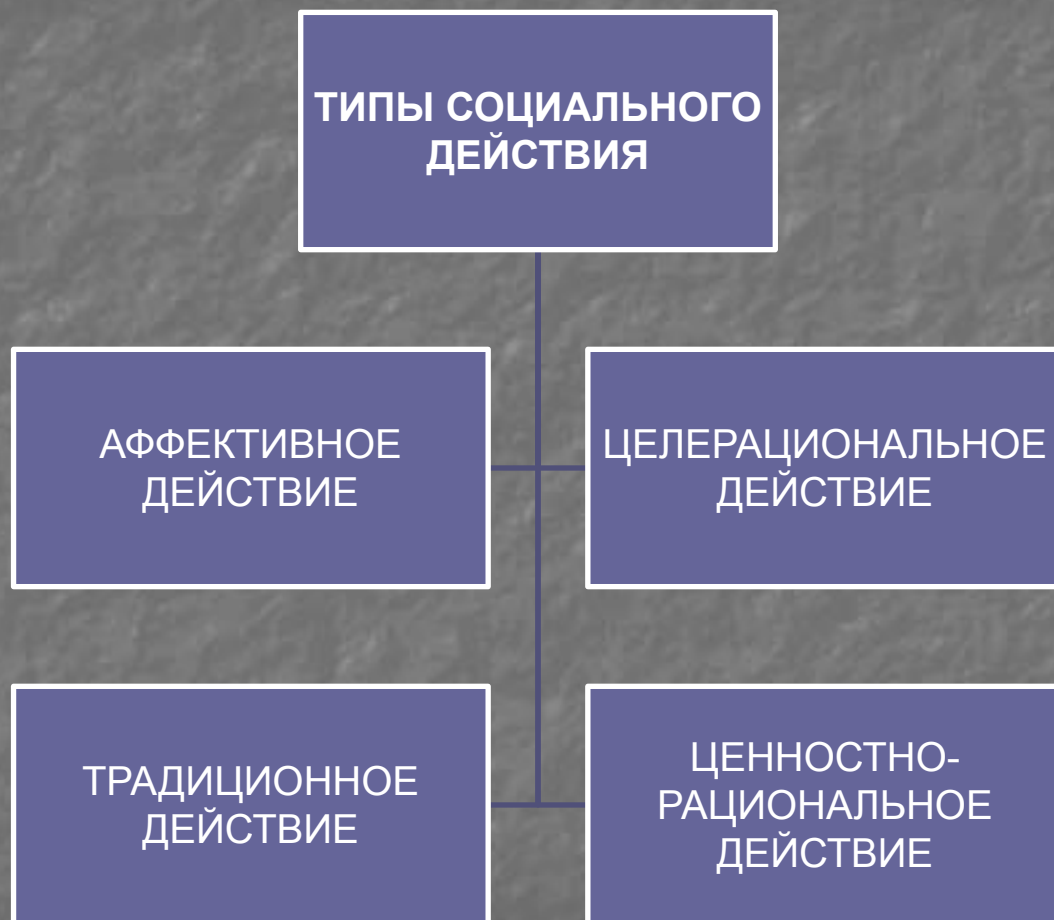 ТИПЫ СОЦИАЛЬНОГО
ДЕЙСТВИЯ
АФФЕКТИВНОЕ
ДЕЙСТВИЕ
ЦЕЛЕРАЦИОНАЛЬНОЕ
ДЕЙСТВИЕ
ТРАДИЦИОННОЕ
ДЕЙСТВИЕ
ЦЕННОСТНО-
РАЦИОНАЛЬНОЕ
ДЕЙСТВИЕ